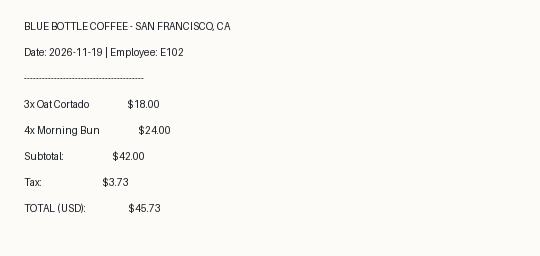 BLUE BOTTLE COFFEE - SAN FRANCISCO, CA
Date: 2026-11-19 | Employee: E102
----------------------------------------
3x Oat Cortado $18.00
4x Morning Bun $24.00
Subtotal: $42.00
Tax: $3.73
TOTAL (USD): $45.73